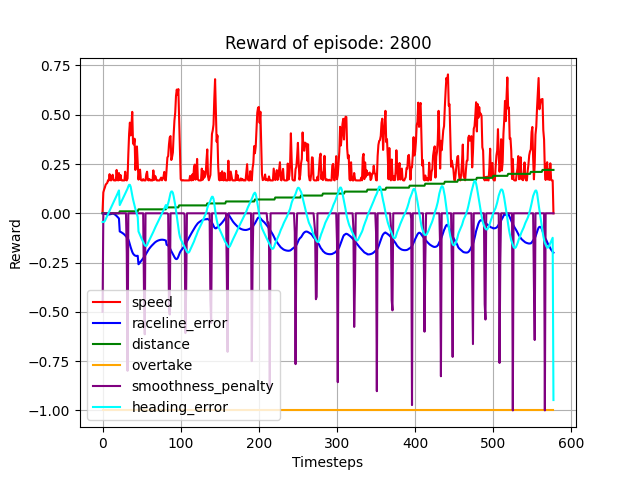 Reward of episode: 2800
0.75
0.50
0.25
0.00
−0.25
−0.50
−0.75
−1.00
Reward
speed
raceline_error
distance
overtake
smoothness_penalty
heading_error
0 100 200 300 400 500 600
Timesteps